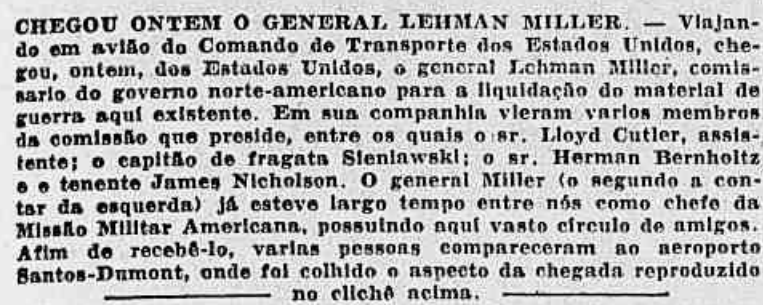 CHEGOU ONTEM O GENERAL LEHMAN MILLER. — Viajan-
do em avião do Comando de Transporte dos Estados Unidos, che-
gou, ontem, dos Estados Unidos, o general Lehman Miller, comis-
sario do governo norte-americano para a liquidação do material de
guerra aquí existente. Em sua companhia vieram varios membros
da comissão que preside, entre os quais o sr. Lloyd Cutler, assis-
tente; o capitão de fragata Sieniawski; o sr. Herman Bernholtz
e o tenente James Nicholson. O general Miller (o segundo a con-
tar da esquerda) já esteve largo tempo entre nós como chefe da
Missão Militar Americana, possuindo aquí vasto círculo de amigos.
Afim de recebê-lo, varias pessoas compareceram ao aeroporto
Santos-Dumont, onde foi colhido o aspecto da chegada reproduzido
no clichê acima.